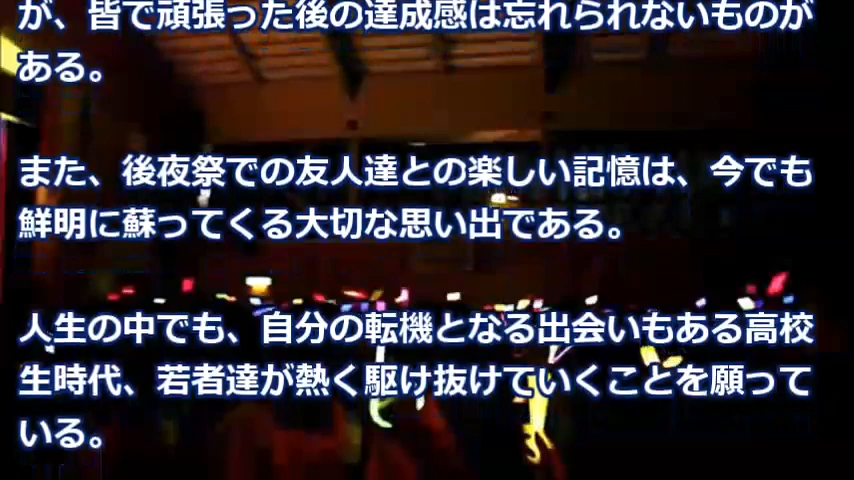 が、皆で頑張った後の達成感は忘れられないものが
ある。
また、後夜祭での友人達との楽しい記憶は、今でも
鮮明に蘇ってくる大切な思い出である。
人生の中でも、自分の転機となる出会いもある高校
生時代、若者達が熱く駆け抜けていくことを願って
いる。